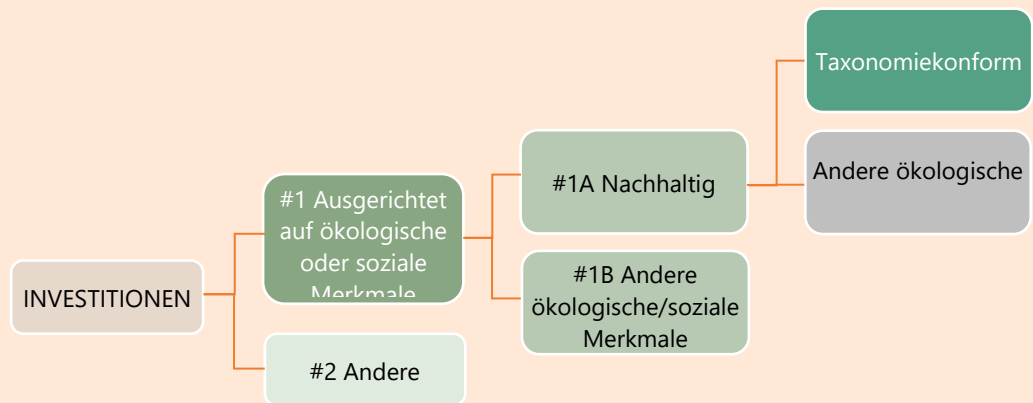 Taxonomiekonform
Andere ökologische
#1A Nachhaltig
#1 Ausgerichtet
auf ökologische
oder soziale
Merkmale
#1B Andere
ökologische/soziale
Merkmale
INVESTITIONEN
#2 Andere